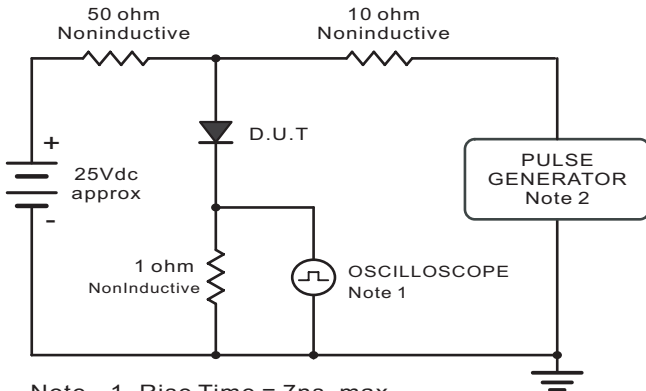 50 ohm
Noninductive
10 ohm
Noninductive
D.U.T
+
25Vdc
approx
-
PULSE
GENERATOR
Note 2
1 ohm
NonInductive
OSCILLOSCOPE
Note 1
Note 1. Rise Time = 7ns max